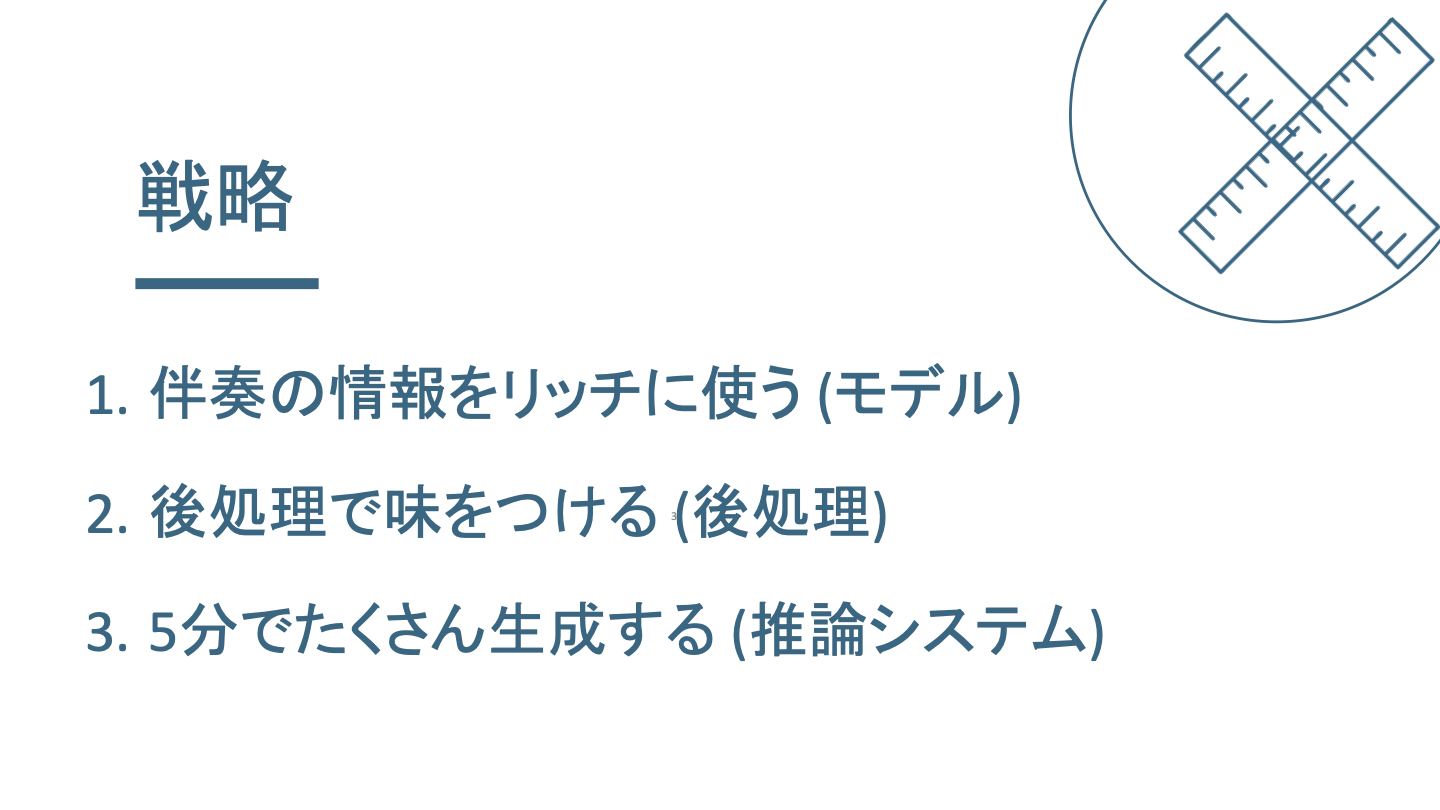 戦略
1. 伴奏の情報をリッチに使う (モデル)
2. 後処理で味をつける (後処理)
3
3. 5分でたくさん生成する (推論システム)